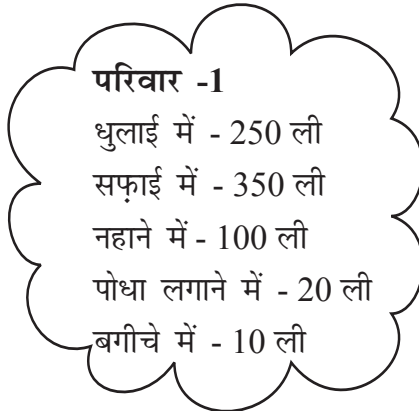 परिवार -1
धुलाई में - 250 ली
सफ़ाई में - 350 ली
नहाने में - 100 ली
पोधा लगाने में - 20 ली
बगीचे में - 10 ली